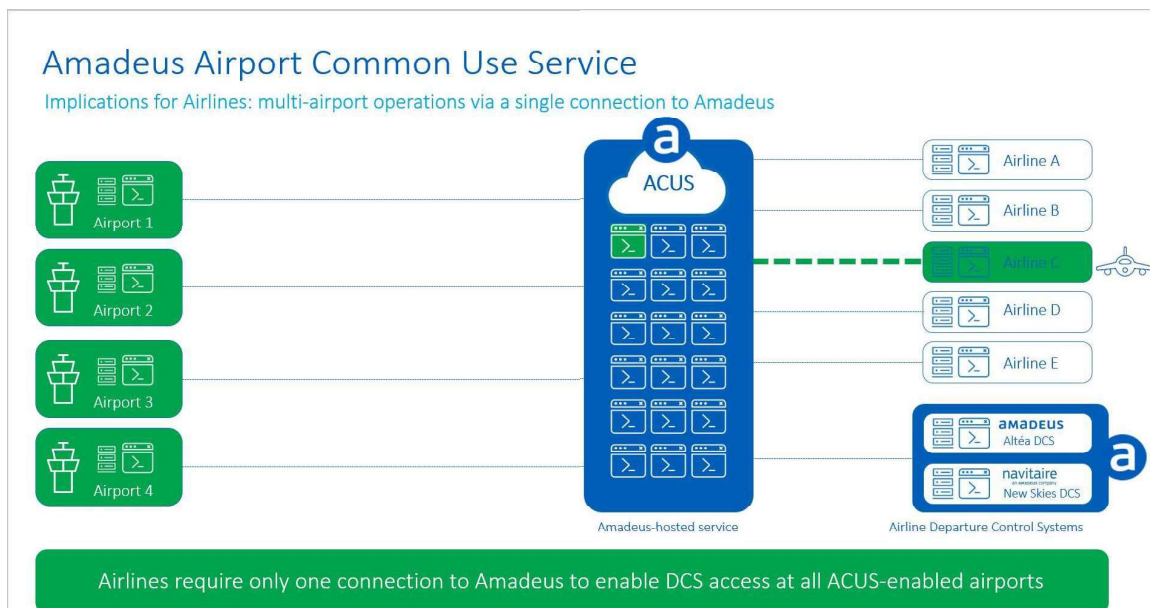 Amadeus Airport Common Use Service
Implications for Airlines: multi-airport operations via a single connection to Amadeus
a
ACUS
Airport 1
Airport 2
Airport 3
Airport 4
Airline A
Airline B
Airline C
Airline D
Airline E
amadeus
Altéa DCS
navitaire
AN AMADEUS COMPANY
New Skies DCS
a
Amadeus-hosted service
Airline Departure Control Systems
Airlines require only one connection to Amadeus to enable DCS access at all ACUS-enabled airports